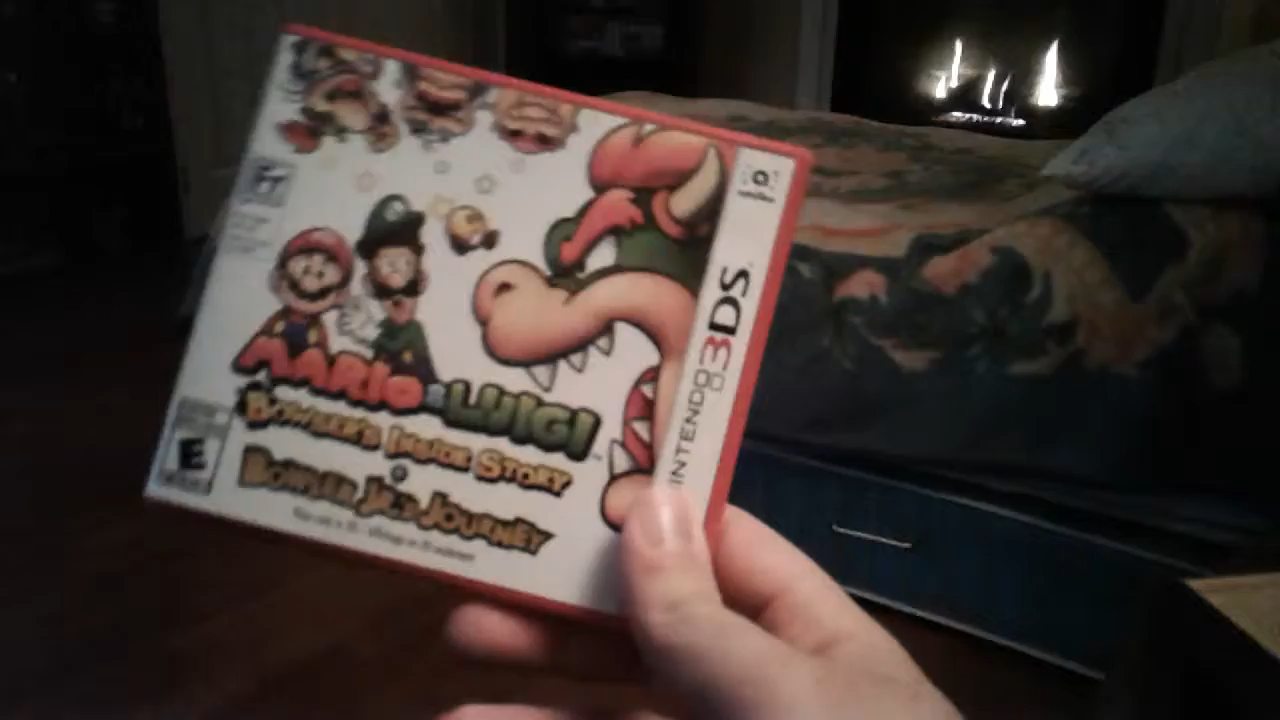 MARIO & LUIGI
BOWSER'S INSIDE STORY
+
BOWSER JR.'S JOURNEY
E
NINTENDO 3DS